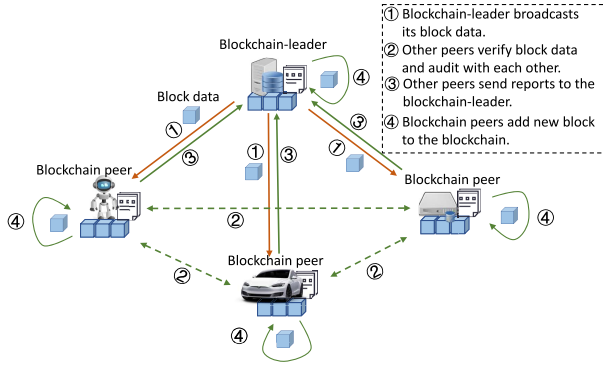 ① Blockchain-leader broadcasts
its block data.
② Other peers verify block data
and audit with each other.
③ Other peers send reports to the
blockchain-leader.
④ Blockchain peers add new block
to the blockchain.
Blockchain-leader
④
Block data
① ③
① ③
① ③
Blockchain peer
Blockchain peer
④
②
④
②
②
Blockchain peer
④